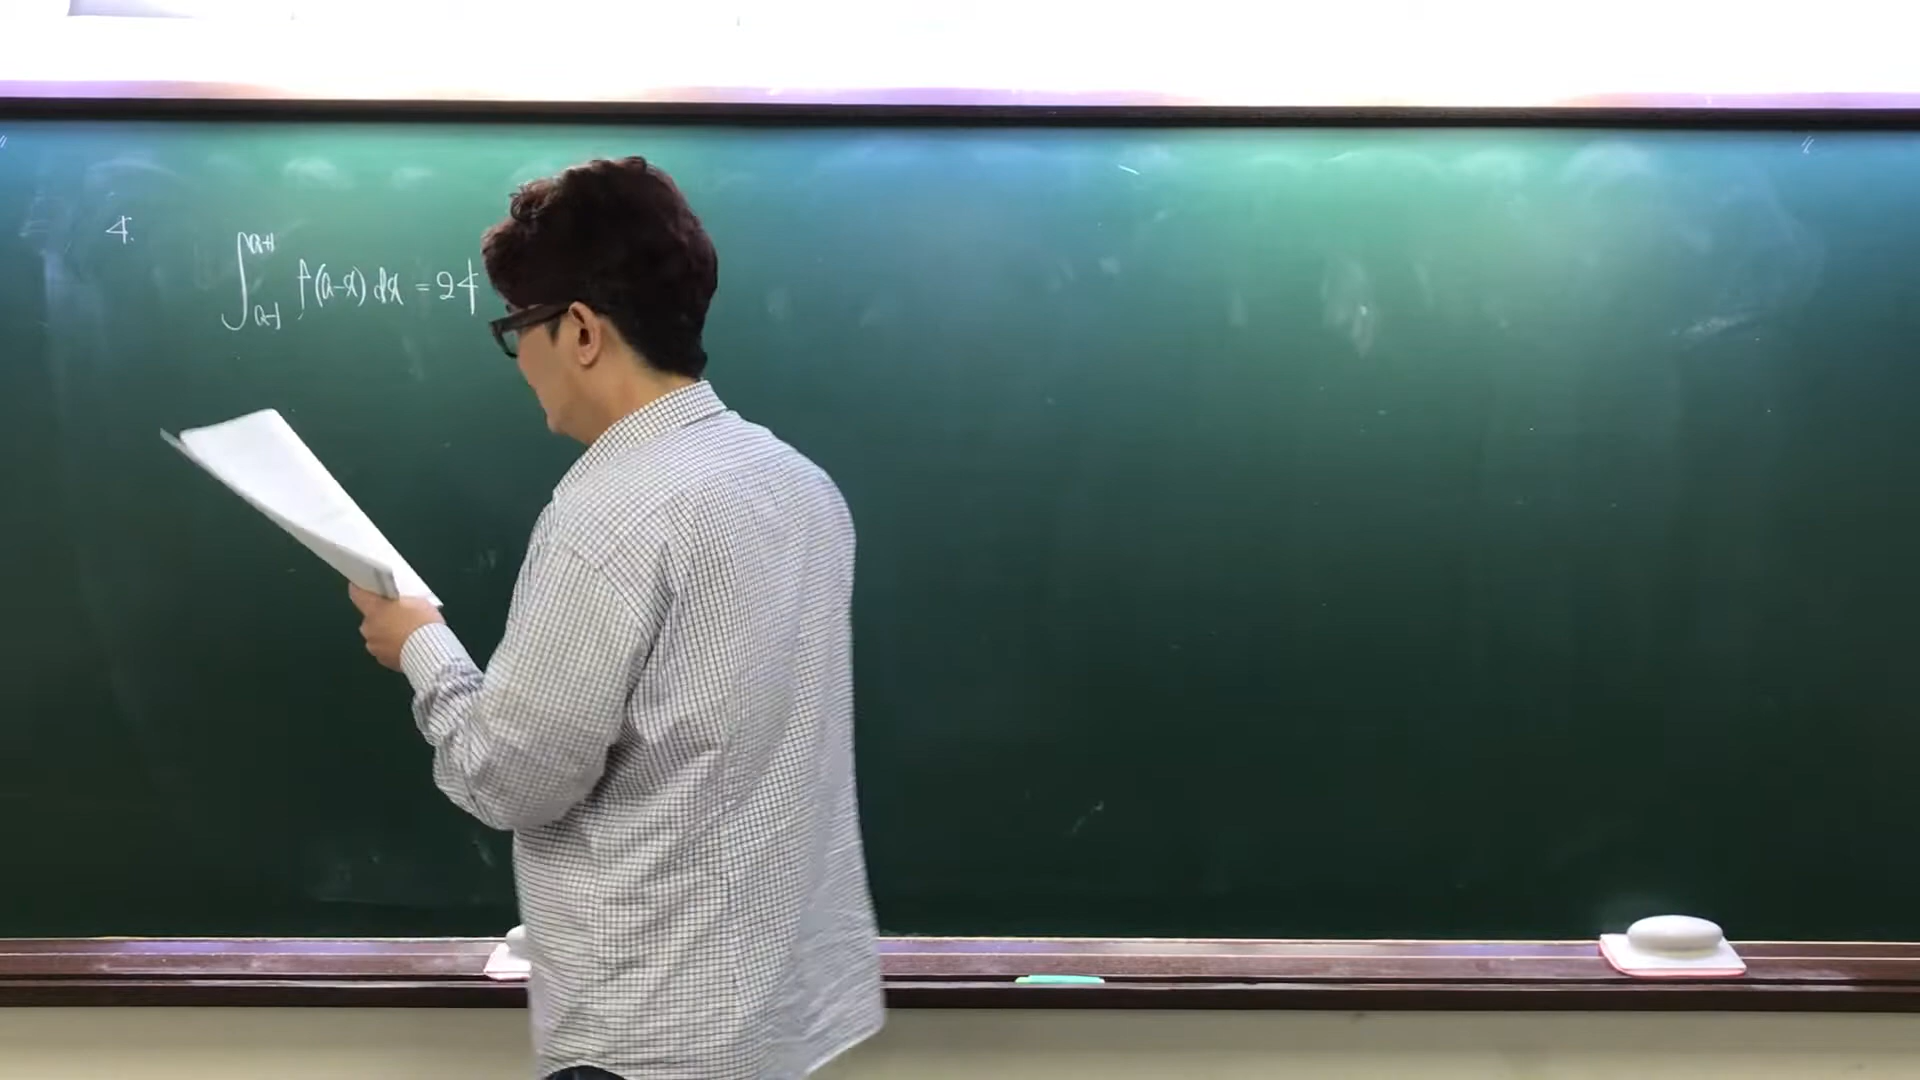 4.
∫_{a-1}^{a+1} f(a-x) dx = 24